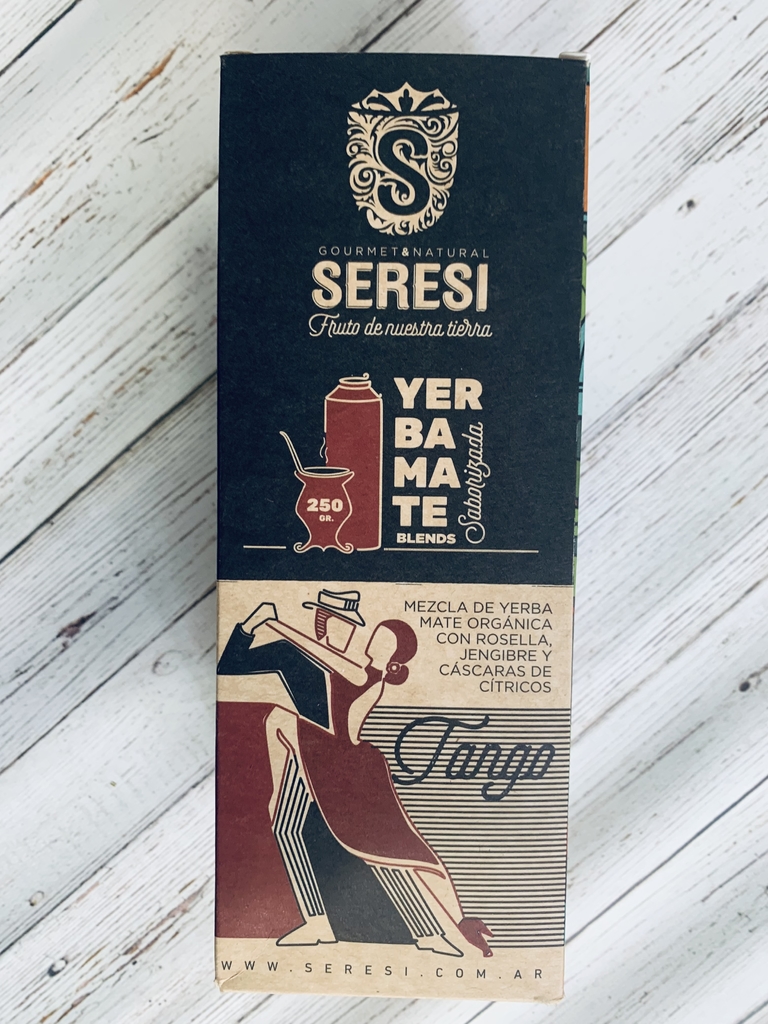 S
GOURMET&NATURAL
SERESI
Fruto de nuestra tierra
YER
BA
MA
TE
BLENDS
Saborizada
250
GR.
MEZCLA DE YERBA
MATE ORGÁNICA
CON ROSELLA,
JENGIBRE Y
CÁSCARAS DE
CÍTRICOS
Tango
WWW.SERESI.COM.AR